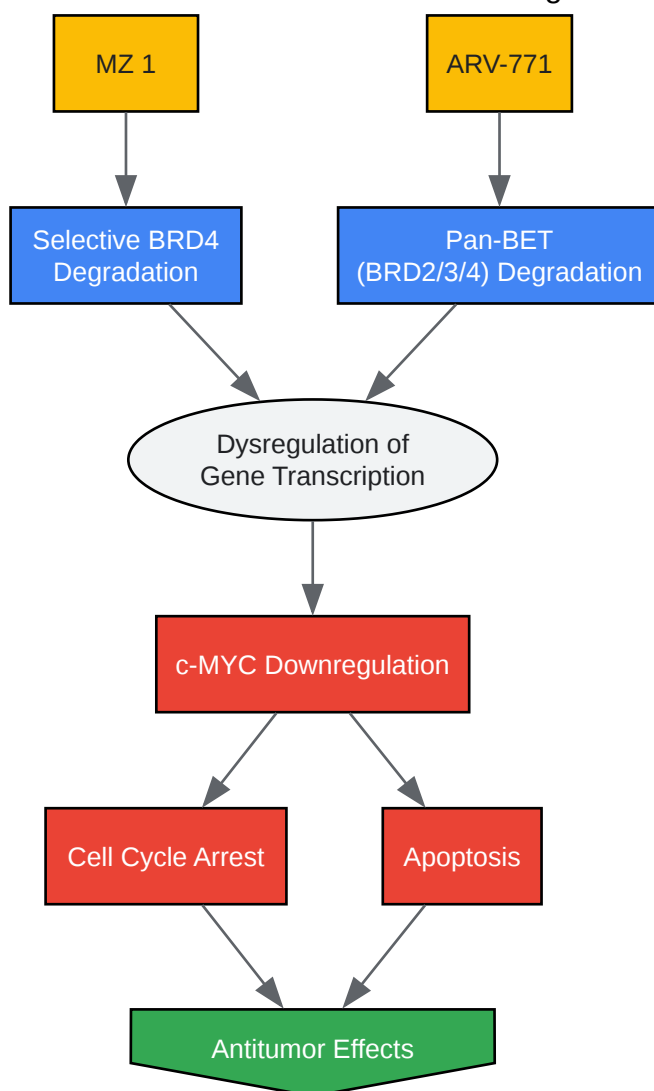 MZ 1
ARV-771
Selective BRD4
Degradation
Pan-BET
(BRD2/3/4) Degradation
Dysregulation of
Gene Transcription
c-MYC Downregulation
Cell Cycle Arrest
Apoptosis
Antitumor Effects